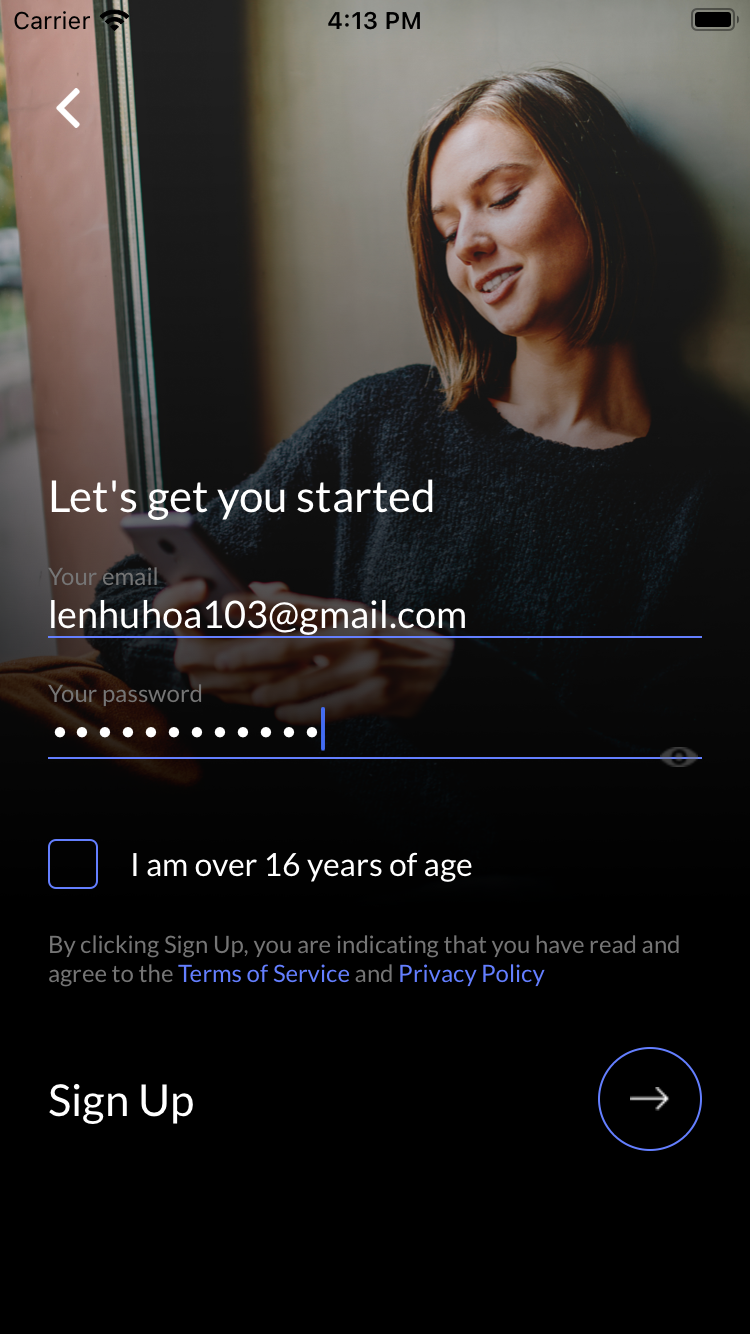 Carrier 4:13 PM
Let's get you started
Your email
lenhuhoa103@gmail.com
Your password
••••••••••••
I am over 16 years of age
By clicking Sign Up, you are indicating that you have read and
agree to the Terms of Service and Privacy Policy
Sign Up